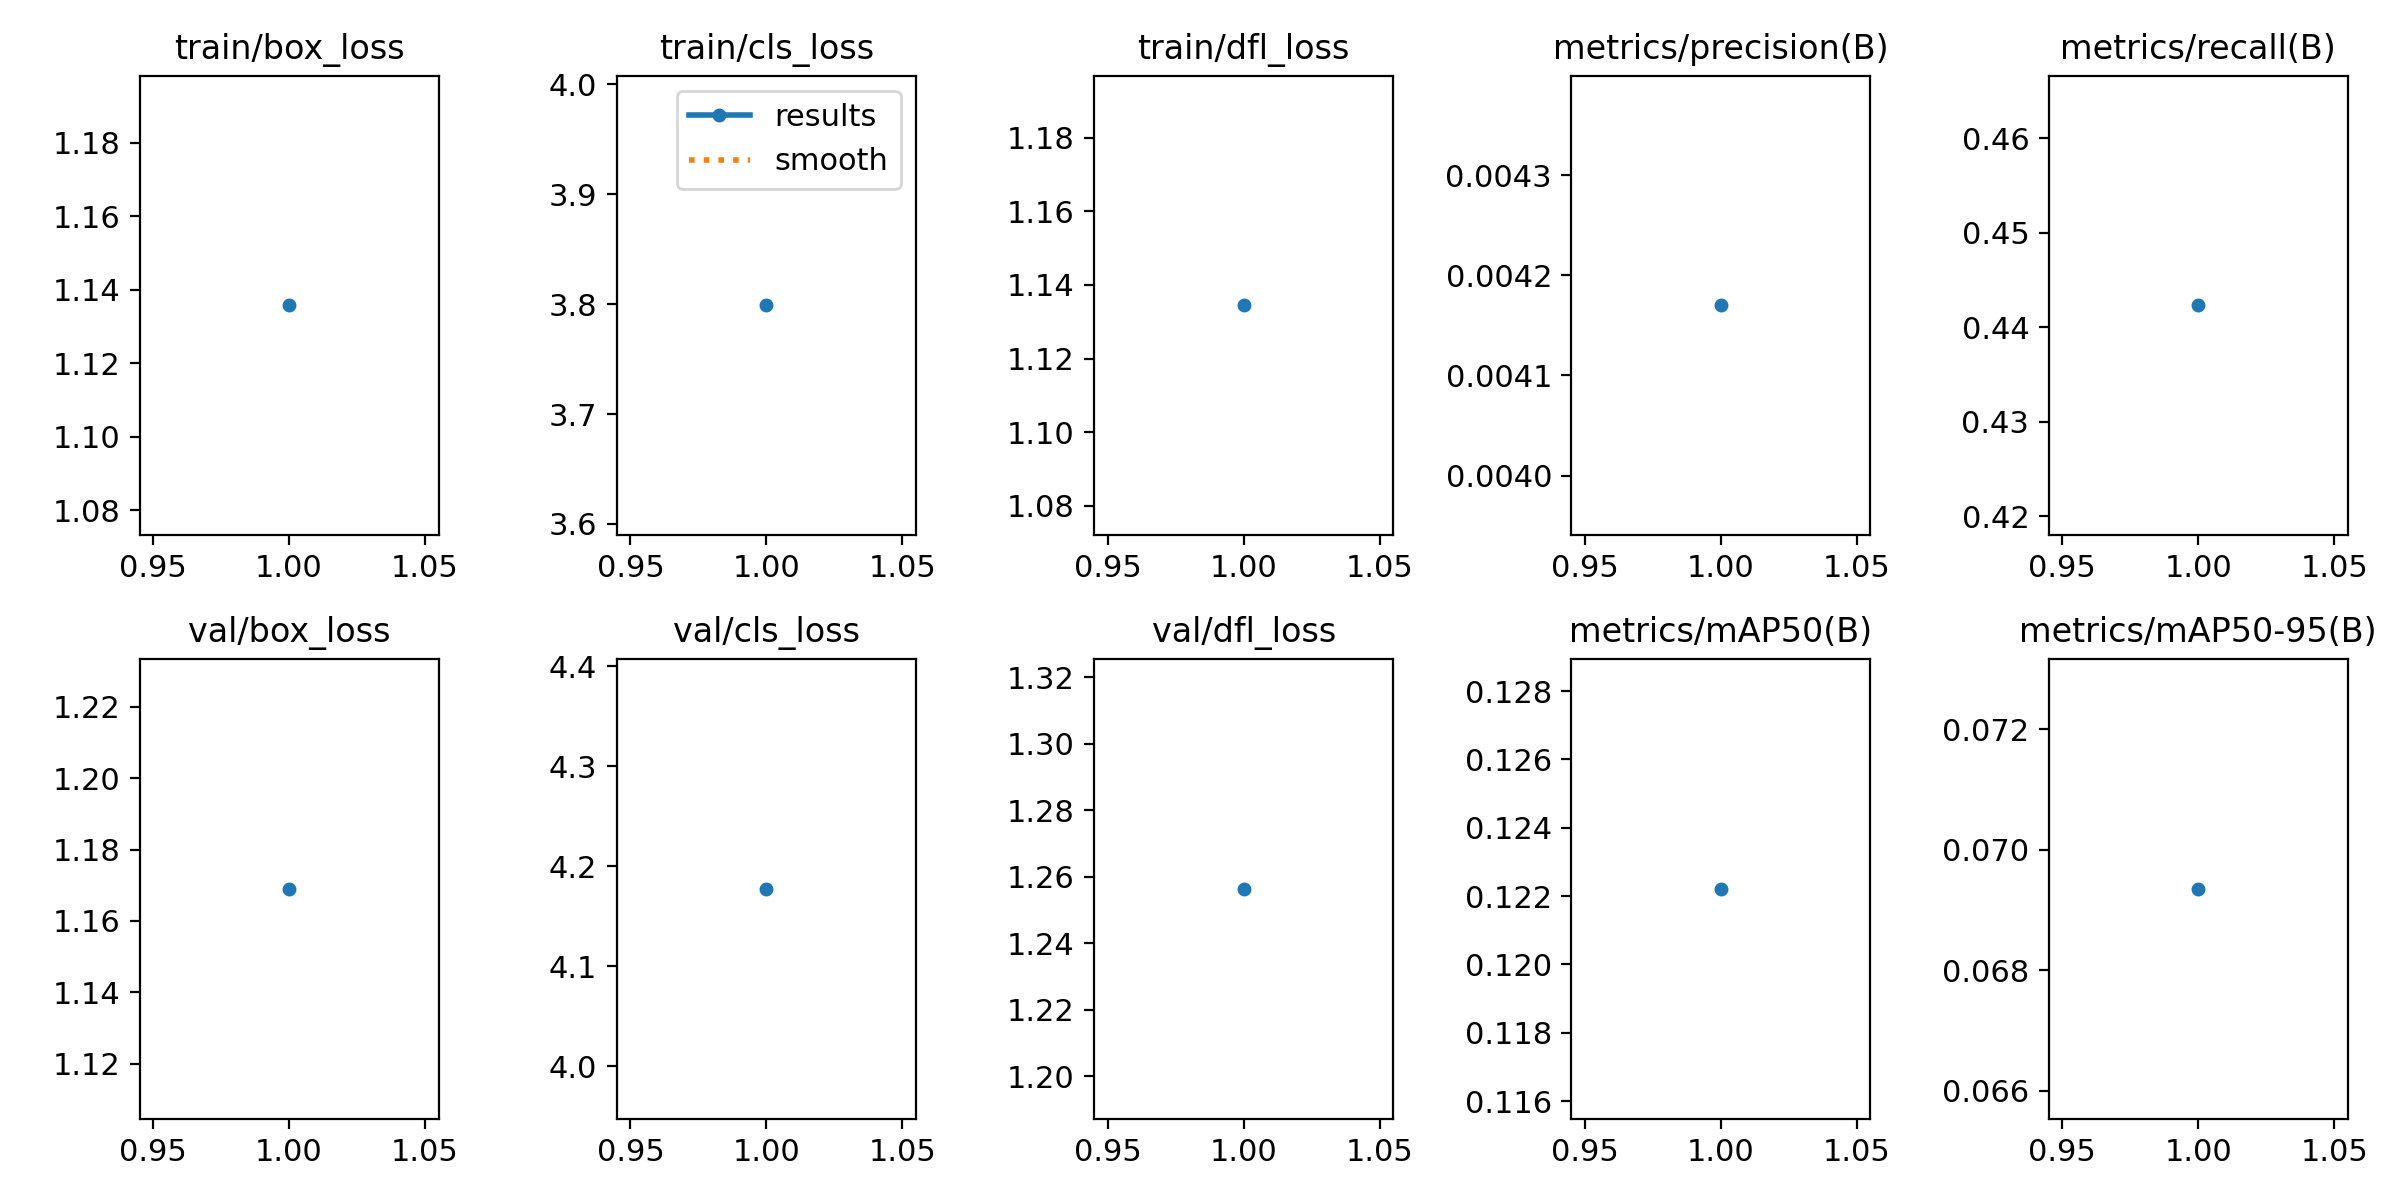 train/box_loss
1.18
1.16
1.14
1.12
1.10
1.08
0.95 1.00 1.05
train/cls_loss
results
smooth
4.0
3.9
3.8
3.7
3.6
0.95 1.00 1.05
train/dfl_loss
1.18
1.16
1.14
1.12
1.10
1.08
0.95 1.00 1.05
metrics/precision(B)
0.0043
0.0042
0.0041
0.0040
0.95 1.00 1.05
metrics/recall(B)
0.46
0.45
0.44
0.43
0.42
0.95 1.00 1.05
val/box_loss
1.22
1.20
1.18
1.16
1.14
1.12
0.95 1.00 1.05
val/cls_loss
4.4
4.3
4.2
4.1
4.0
0.95 1.00 1.05
val/dfl_loss
1.32
1.30
1.28
1.26
1.24
1.22
1.20
0.95 1.00 1.05
metrics/mAP50(B)
0.128
0.126
0.124
0.122
0.120
0.118
0.116
0.95 1.00 1.05
metrics/mAP50-95(B)
0.072
0.070
0.068
0.066
0.95 1.00 1.05